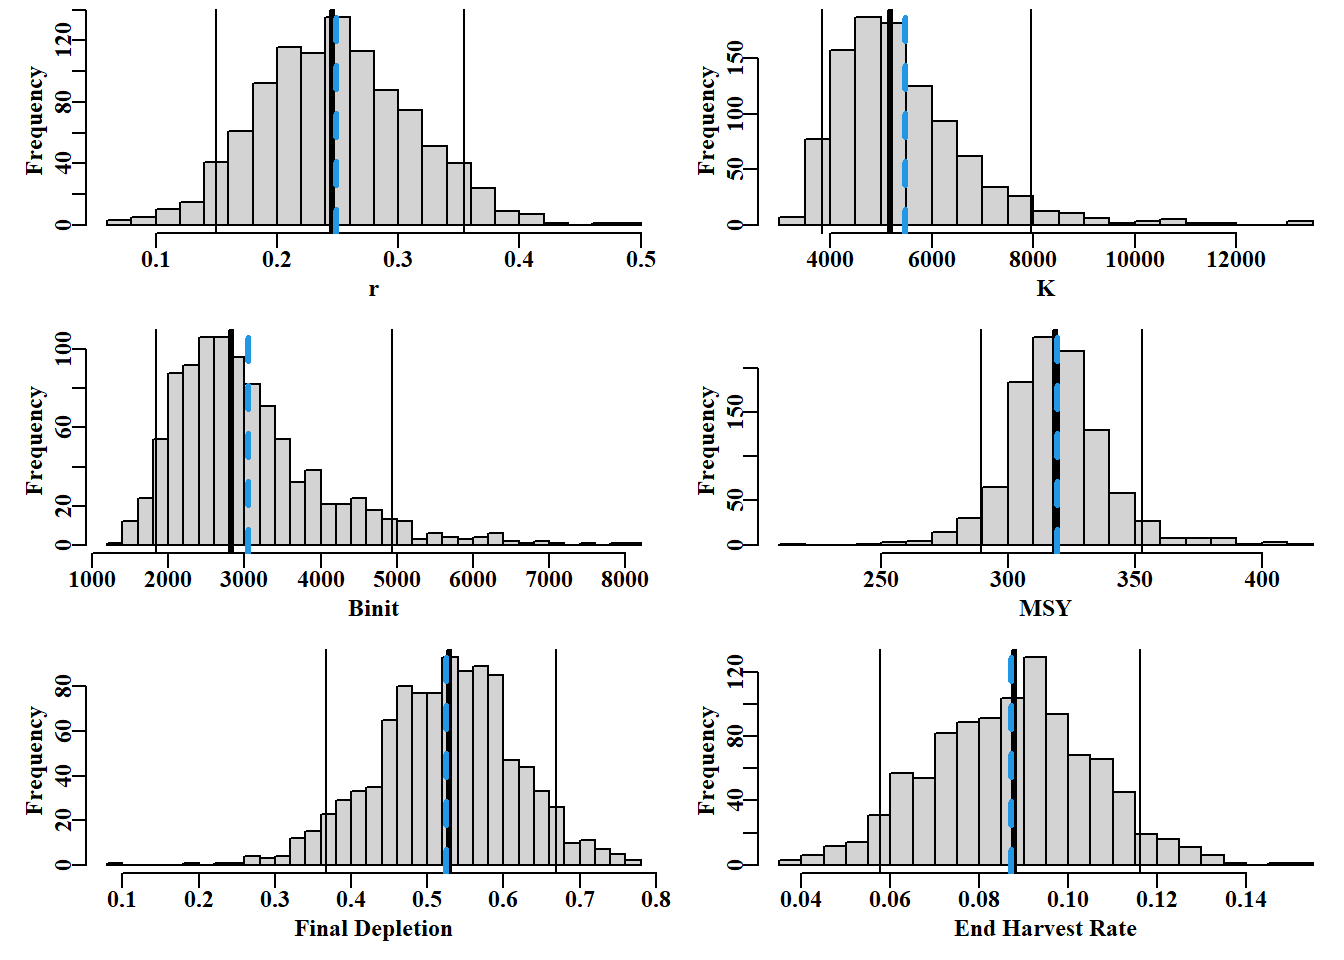 Frequency
0 40 80 120
0.1 0.2 0.3 0.4 0.5
r
Frequency
0 50 100 150
4000 6000 8000 10000 12000
K
Frequency
0 20 60 100
1000 2000 3000 4000 5000 6000 7000 8000
Binit
Frequency
0 50 150
250 300 350 400
MSY
Frequency
0 20 40 60 80
0.1 0.2 0.3 0.4 0.5 0.6 0.7 0.8
Final Depletion
Frequency
0 40 80 120
0.04 0.06 0.08 0.10 0.12 0.14
End Harvest Rate